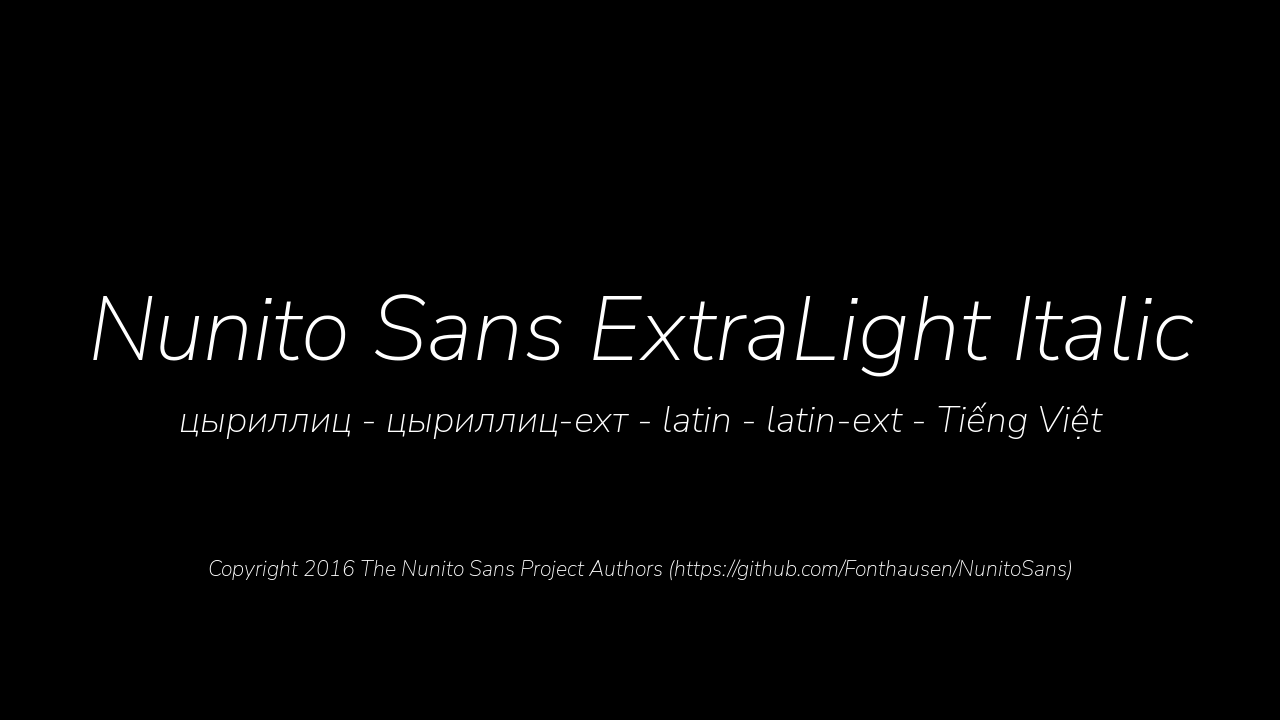 Nunito Sans ExtraLight Italic
цыриллиц - цыриллиц-ехт - latin - latin-ext - Tiếng Việt
Copyright 2016 The Nunito Sans Project Authors (https://github.com/Fonthausen/NunitoSans)